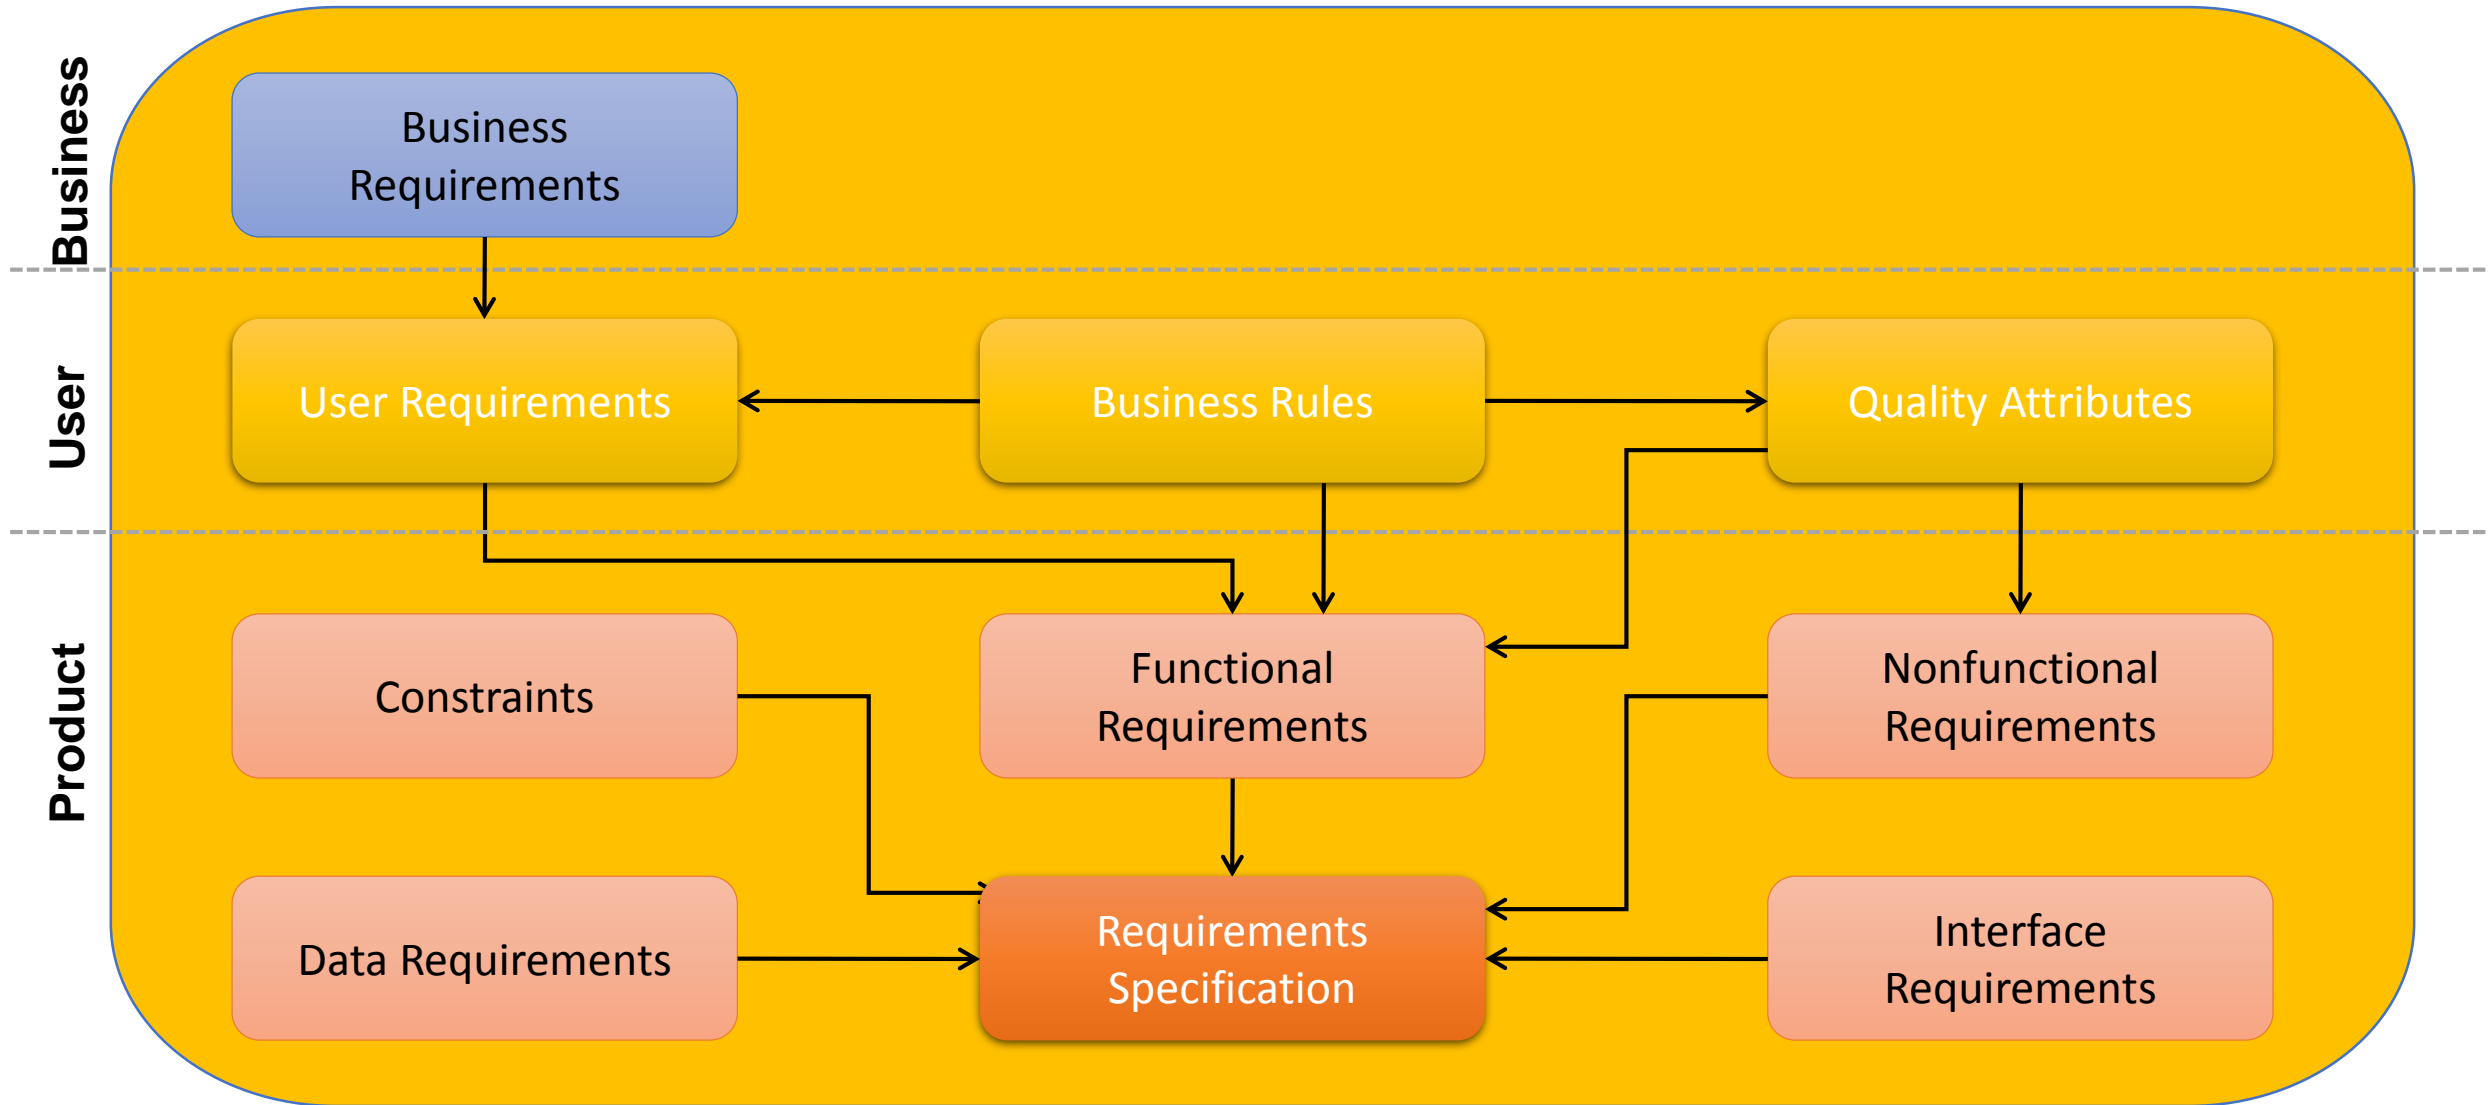 Business
Business
Requirements
User
User Requirements
Business Rules
Quality Attributes
Product
Constraints
Functional
Requirements
Nonfunctional
Requirements
Data Requirements
Requirements
Specification
Interface
Requirements